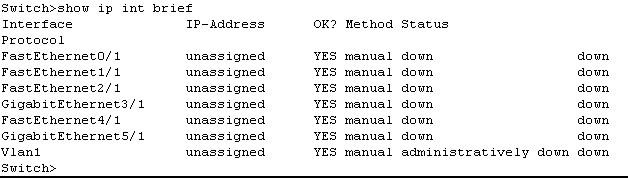 Switch>show ip int brief
Interface              IP-Address      OK? Method Status
Protocol
FastEthernet0/1        unassigned      YES manual down                  down
FastEthernet1/1        unassigned      YES manual down                  down
FastEthernet2/1        unassigned      YES manual down                  down
GigabitEthernet3/1     unassigned      YES manual down                  down
FastEthernet4/1        unassigned      YES manual down                  down
GigabitEthernet5/1     unassigned      YES manual down                  down
Vlan1                  unassigned      YES manual administratively down down
Switch>